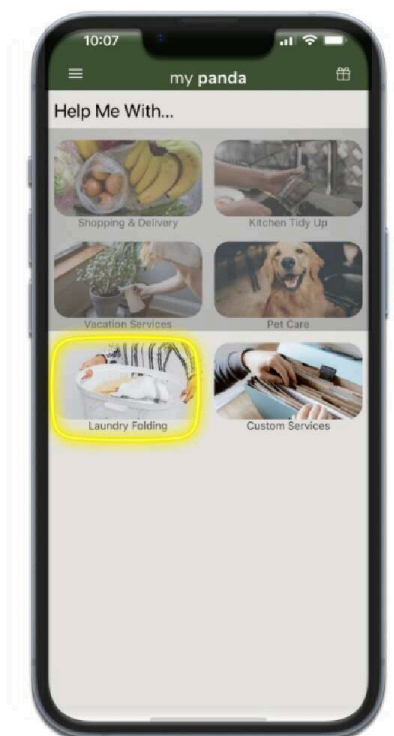 10:07
my panda
Help Me With...
Shopping & Delivery
Kitchen Tidy Up
Vacation Services
Pet Care
Laundry Folding
Custom Services